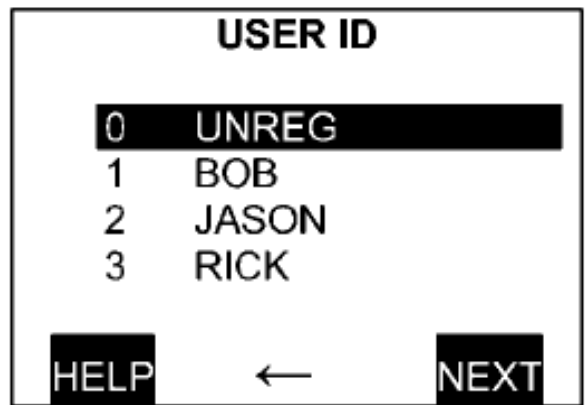 USER ID
0 UNREG
1 BOB
2 JASON
3 RICK
HELP ← NEXT